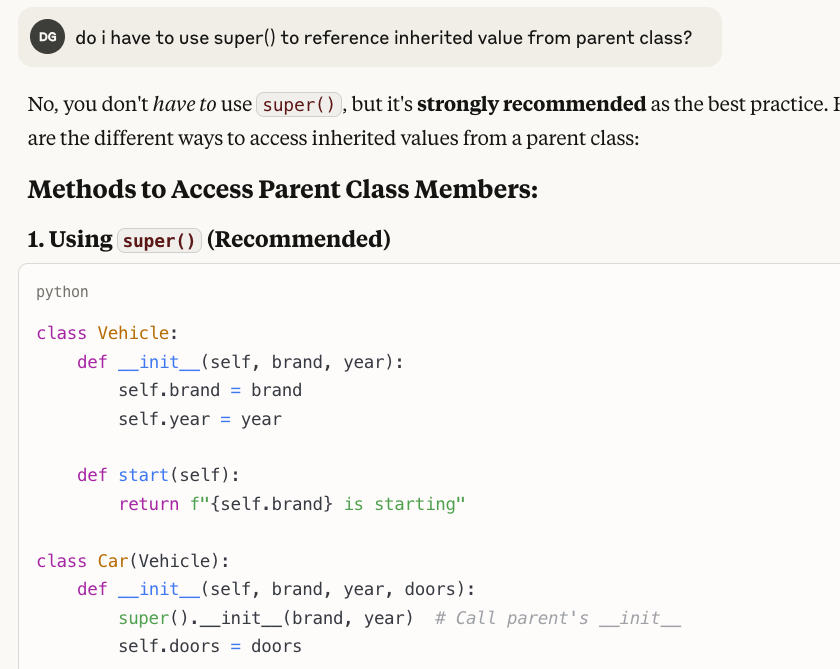 DG do i have to use super() to reference inherited value from parent class?
No, you don't have to use super(), but it's strongly recommended as the best practice.
are the different ways to access inherited values from a parent class:
Methods to Access Parent Class Members:
1. Using super() (Recommended)
python
class Vehicle:
    def __init__(self, brand, year):
        self.brand = brand
        self.year = year
    def start(self):
        return f"{self.brand} is starting"
class Car(Vehicle):
    def __init__(self, brand, year, doors):
        super().__init__(brand, year)  # Call parent's __init__
        self.doors = doors